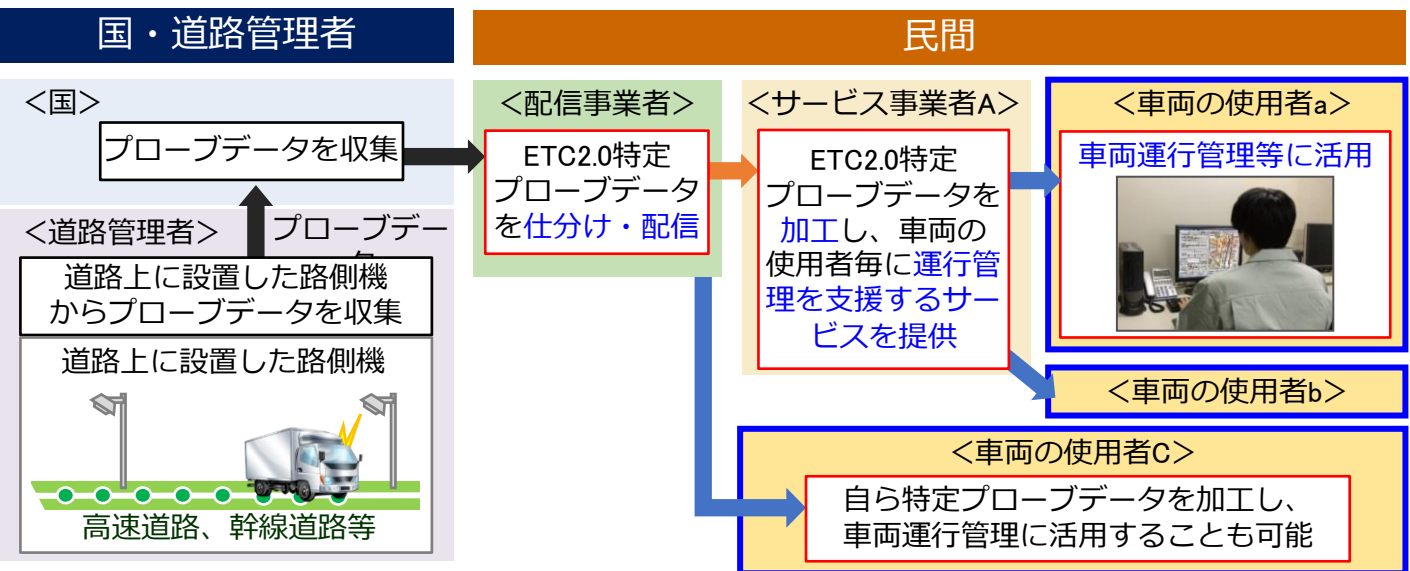 国・道路管理者
民間
<国>
プローブデータを収集
<道路管理者>
プローブデー
タ
道路上に設置した路側機
からプローブデータを収集
道路上に設置した路側機
高速道路、幹線道路等
<配信事業者>
ETC2.0特定
プローブデータ
を仕分け・配信
<サービス事業者A>
ETC2.0特定
プローブデータを
加工し、車両の
使用者毎に運行管
理を支援するサー
ビスを提供
<車両の使用者a>
車両運行管理等に活用
<車両の使用者b>
<車両の使用者C>
自ら特定プローブデータを加工し、
車両運行管理に活用することも可能